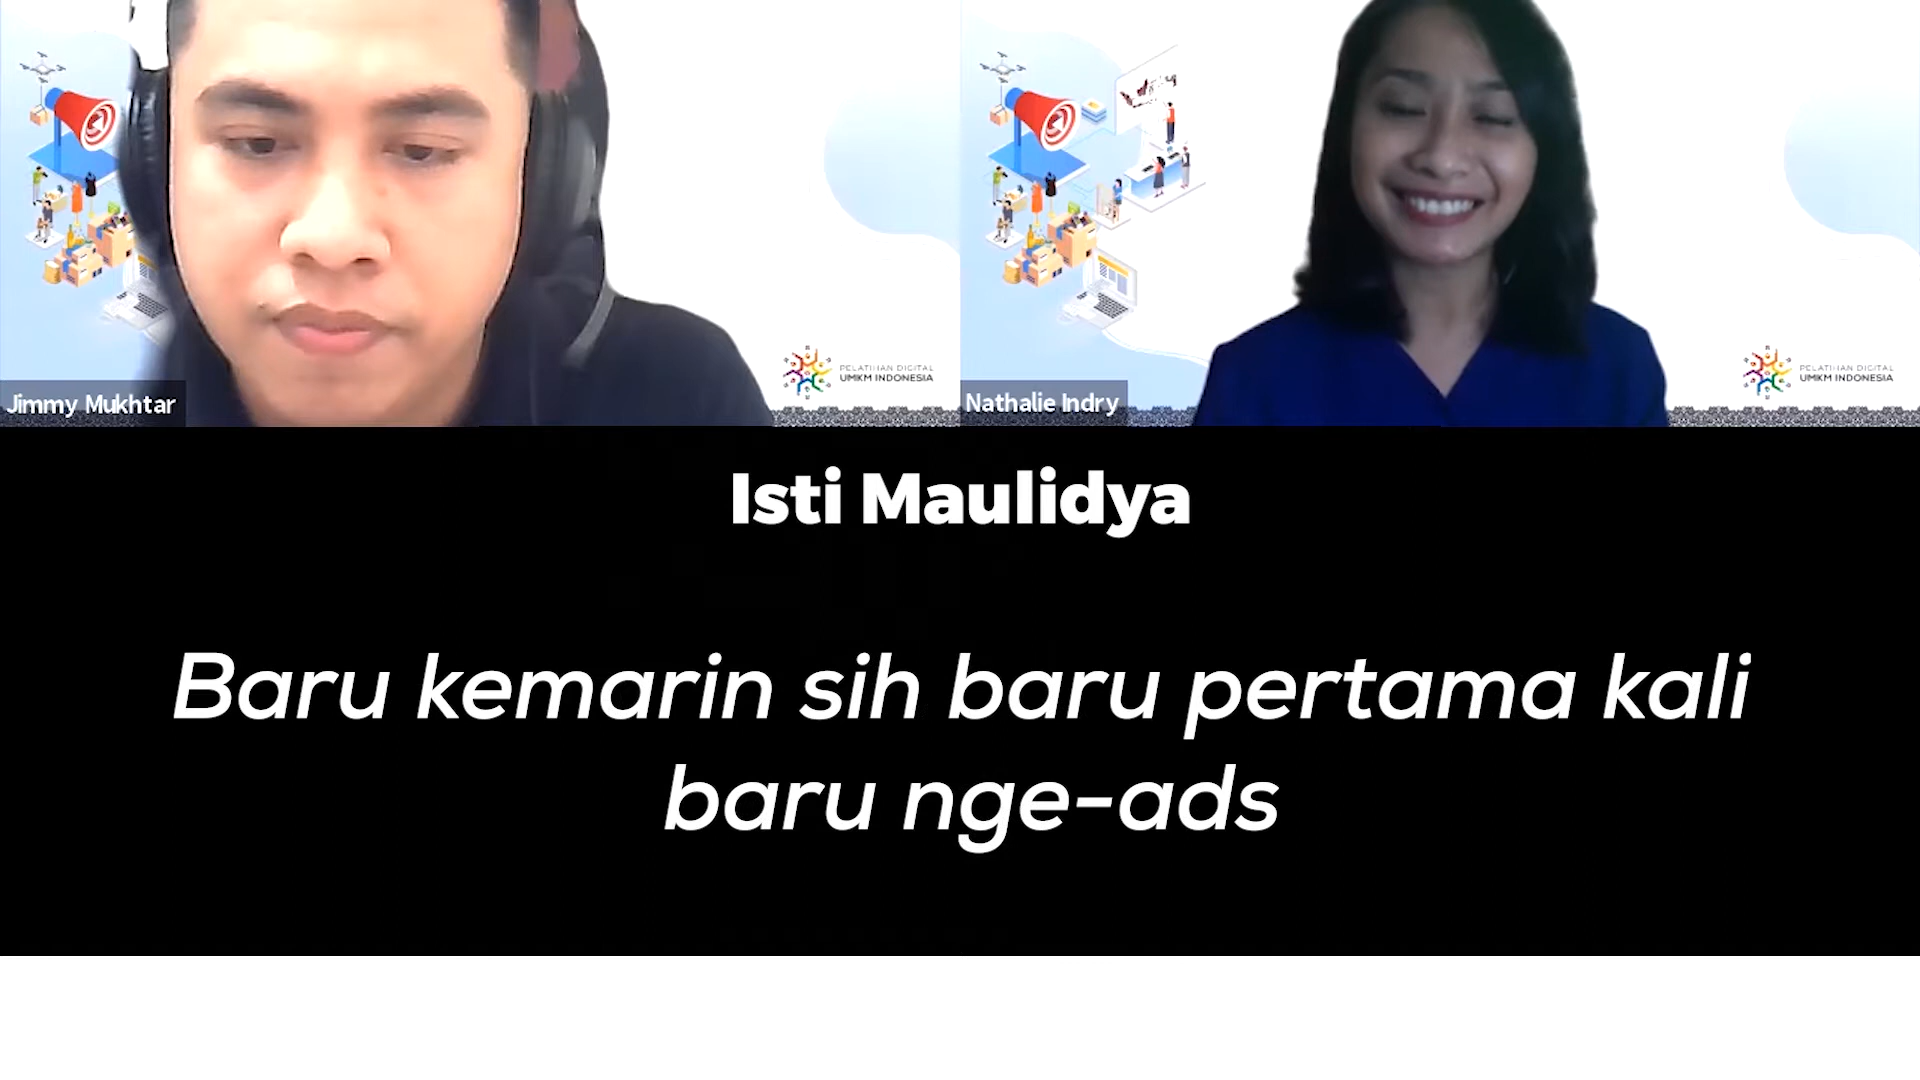 PELATIHAN DIGITAL
UMKM INDONESIA
Jimmy Mukhtar
PELATIHAN DIGITAL
UMKM INDONESIA
Nathalie Indry
Isti Maulidya
Baru kemarin sih baru pertama kali
baru nge-ads